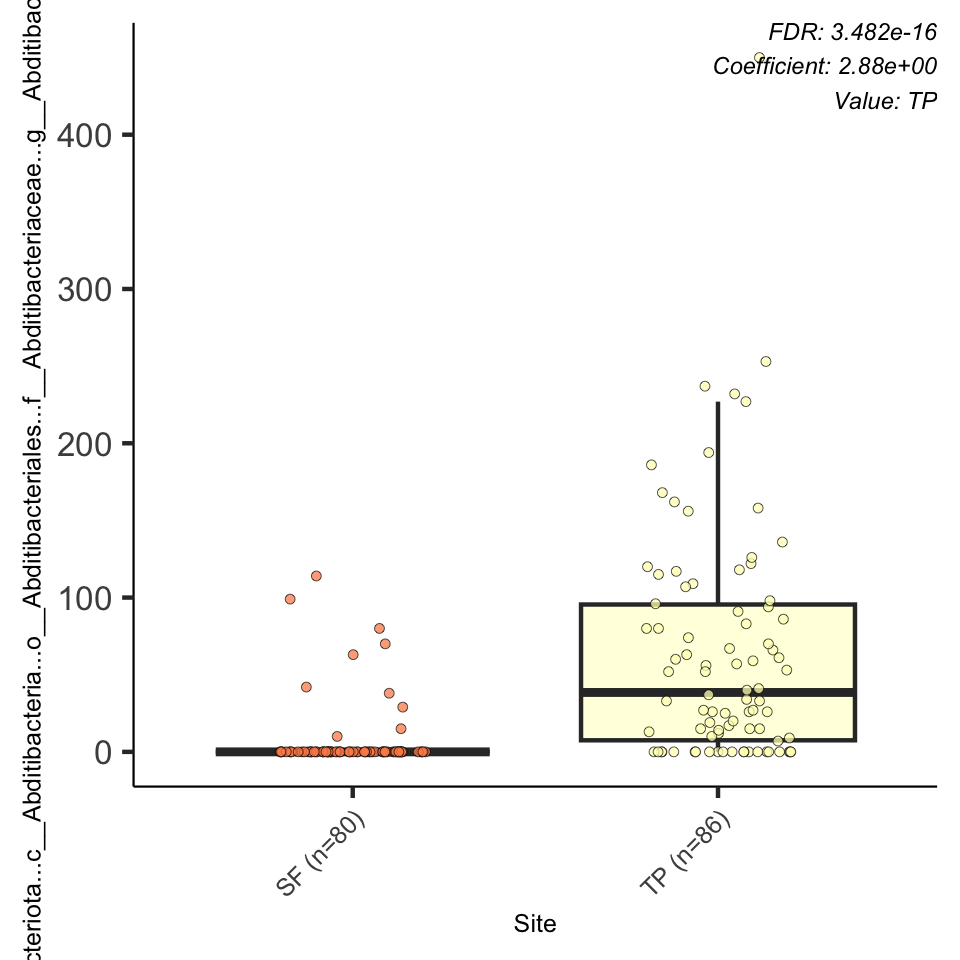 FDR: 3.482e-16
Coefficient: 2.88e+00
Value: TP
cteriota...c__Abditibacteria...o__Abditibacteriales...f__Abditibacteriaceae...g__Abditibac
400
300
200
100
0
SF (n=80)
TP (n=86)
Site